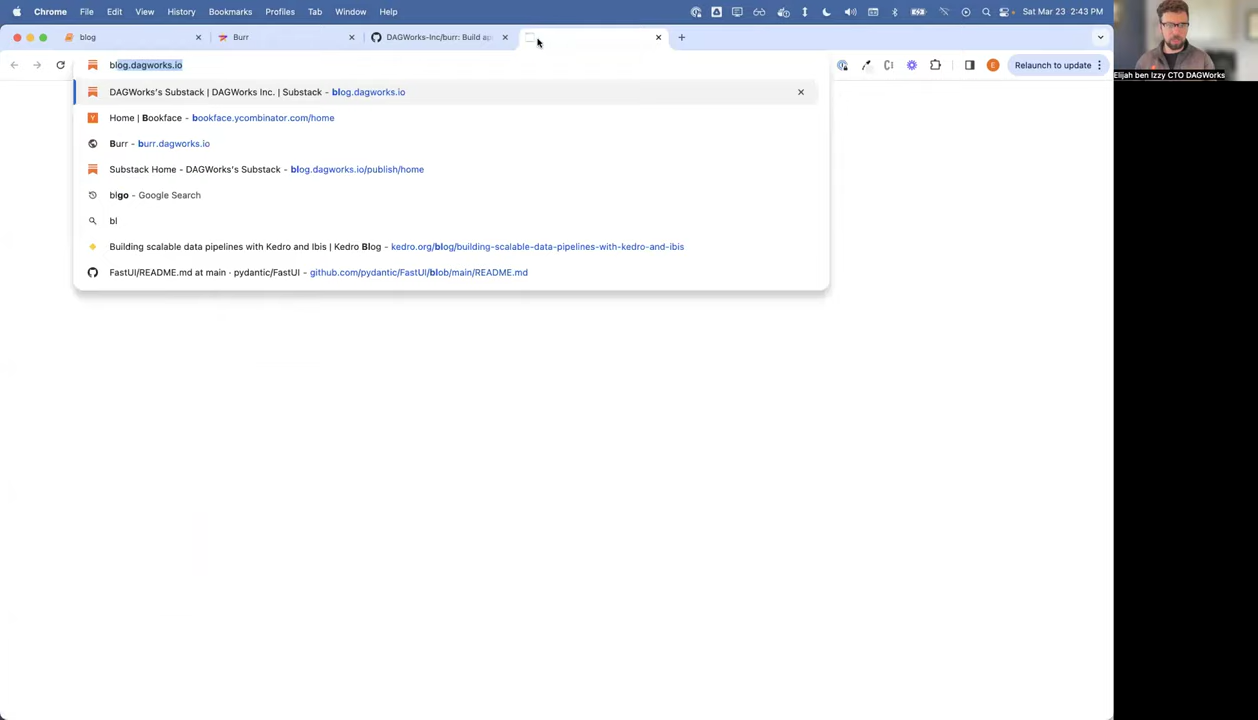 Chrome File Edit View History Bookmarks Profiles Tab Window Help Sat Mar 23 2:43 PM
blog Burr DAGWorks-Inc/burr: Build ap
blog.dagworks.io E Relaunch to update
DAGWorks's Substack | DAGWorks Inc. | Substack - blog.dagworks.io
Y Home | Bookface - bookface.ycombinator.com/home
Burr - burr.dagworks.io
Substack Home - DAGWorks's Substack - blog.dagworks.io/publish/home
blgo - Google Search
bl
Building scalable data pipelines with Kedro and Ibis | Kedro Blog - kedro.org/blog/building-scalable-data-pipelines-with-kedro-and-ibis
FastUI/README.md at main · pydantic/FastUI - github.com/pydantic/FastUI/blob/main/README.md
Elijah ben Izzy CTO DAGWorks